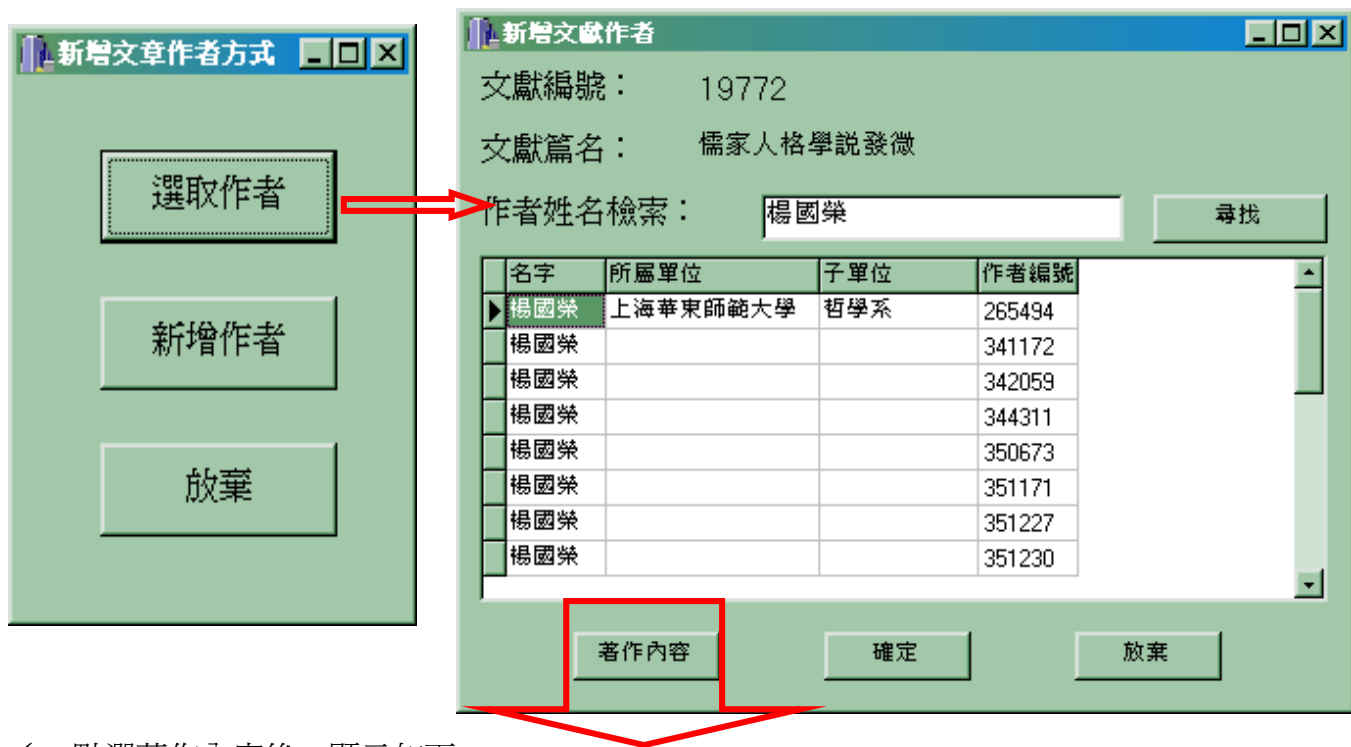 新增文章作者方式
選取作者
新增作者
放棄
新增文獻作者
文獻編號： 19772
文獻篇名： 儒家人格學説發微
作者姓名檢索： 楊國榮 尋找
名字 所屬單位 子單位 作者編號
楊國榮 上海華東師範大學 哲學系 265494
楊國榮 341172
楊國榮 342059
楊國榮 344311
楊國榮 350673
楊國榮 351171
楊國榮 351227
楊國榮 351230
著作內容 確定 放棄